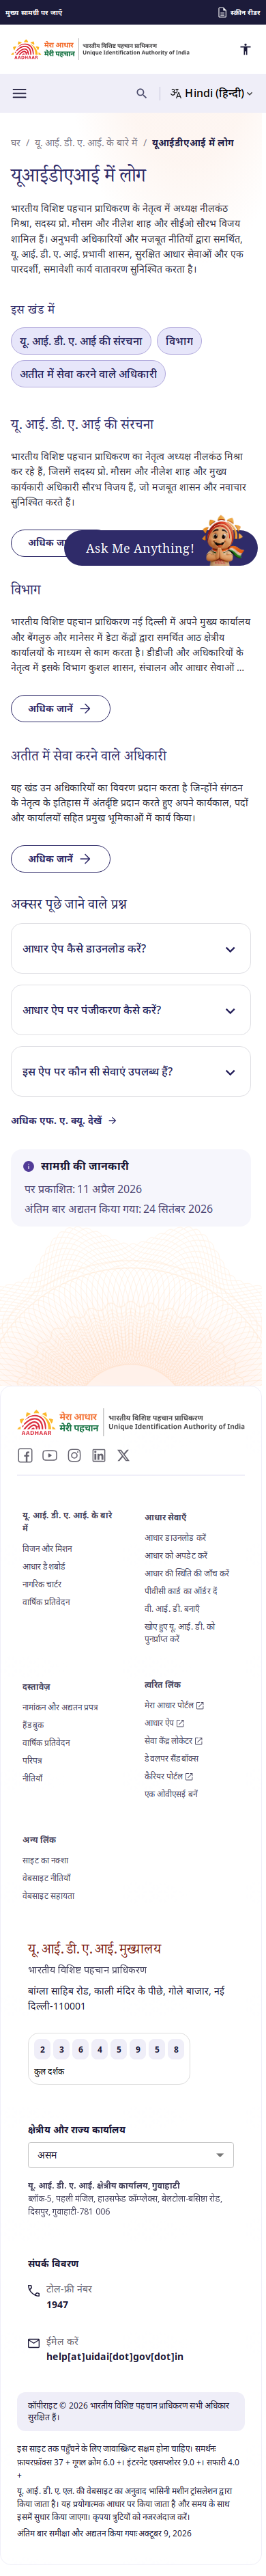 मुख्य सामग्री पर जाएँ
स्क्रीन रीडर
मेरा आधार
मेरी पहचान
AADHAAR
भारतीय विशिष्ट पहचान प्राधिकरण
Unique Identification Authority of India
Hindi (हिन्दी)
घर / यू. आई. डी. ए. आई. के बारे में / यूआईडीएआई में लोग
यूआईडीएआई में लोग
भारतीय विशिष्ट पहचान प्राधिकरण के नेतृत्व में अध्यक्ष नीलकंठ
मिश्रा, सदस्य प्रो. मौसम और नीलेश शाह और सीईओ सौरभ विजय
शामिल हैं। अनुभवी अधिकारियों और मजबूत नीतियों द्वारा समर्थित,
यू. आई. डी. ए. आई. प्रभावी शासन, सुरक्षित आधार सेवाओं और एक
पारदर्शी, समावेशी कार्य वातावरण सुनिश्चित करता है।
इस खंड में
यू. आई. डी. ए. आई की संरचना
विभाग
अतीत में सेवा करने वाले अधिकारी
यू. आई. डी. ए. आई की संरचना
भारतीय विशिष्ट पहचान प्राधिकरण का नेतृत्व अध्यक्ष नीलकंठ मिश्रा
कर रहे हैं, जिसमें सदस्य प्रो. मौसम और नीलेश शाह और मुख्य
कार्यकारी अधिकारी सौरभ विजय हैं, जो मजबूत शासन और नवाचार
सुनिश्चित करते हैं।
अधिक
Ask Me Anything!
विभाग
भारतीय विशिष्ट पहचान प्राधिकरण नई दिल्ली में अपने मुख्य कार्यालय
और बेंगलुरु और मानेसर में डेटा केंद्रों द्वारा समर्थित आठ क्षेत्रीय
कार्यालयों के माध्यम से काम करता है। डीडीजी और अधिकारियों के
नेतृत्व में इसके विभाग कुशल शासन, संचालन और आधार सेवाओं ...
अधिक जानें
अतीत में सेवा करने वाले अधिकारी
यह खंड उन अधिकारियों का विवरण प्रदान करता है जिन्होंने संगठन
के नेतृत्व के इतिहास में अंतर्दृष्टि प्रदान करते हुए अपने कार्यकाल, पदों
और कार्यालयों सहित प्रमुख भूमिकाओं में कार्य किया।
अधिक जानें
अक्सर पूछे जाने वाले प्रश्न
आधार ऐप कैसे डाउनलोड करें?
आधार ऐप पर पंजीकरण कैसे करें?
इस ऐप पर कौन सी सेवाएं उपलब्ध हैं?
अधिक एफ. ए. क्यू. देखें
सामग्री की जानकारी
पर प्रकाशित: 11 अप्रैल 2026
अंतिम बार अद्यतन किया गया: 24 सितंबर 2026
मेरा आधार
मेरी पहचान
AADHAAR
भारतीय विशिष्ट पहचान प्राधिकरण
Unique Identification Authority of India
यू. आई. डी. ए. आई. के बारे
में
विजन और मिशन
आधार डैशबोर्ड
नागरिक चार्टर
वार्षिक प्रतिवेदन
आधार सेवाएँ
आधार डाउनलोड करें
आधार को अपडेट करें
आधार की स्थिति की जाँच करें
पीवीसी कार्ड का ऑर्डर दें
वी. आई. डी. बनाएँ
खोए हुए यू. आई. डी. को
पुनर्प्राप्त करें
दस्तावेज़
नामांकन और अद्यतन प्रपत्र
हैंडबुक
वार्षिक प्रतिवेदन
परिपत्र
नीतियाँ
त्वरित लिंक
मेरा आधार पोर्टल
आधार ऐप
सेवा केंद्र लोकेटर
डेवलपर सैंडबॉक्स
कैरियर पोर्टल
एक ओवीएसई बनें
अन्य लिंक
साइट का नक्शा
वेबसाइट नीतियाँ
वेबसाइट सहायता
यू. आई. डी. ए. आई. मुख्यालय
भारतीय विशिष्ट पहचान प्राधिकरण
बांग्ला साहिब रोड, काली मंदिर के पीछे, गोले बाजार, नई
दिल्ली-110001
2 3 6 4 5 9 5 8
कुल दर्शक
क्षेत्रीय और राज्य कार्यालय
असम
यू. आई. डी. ए. आई. क्षेत्रीय कार्यालय, गुवाहाटी
ब्लॉक-5, पहली मंजिल, हाउसफेड कॉम्प्लेक्स, बेलटोला-बसिष्ठा रोड,
दिसपुर, गुवाहाटी-781 006
संपर्क विवरण
टोल-फ्री नंबर
1947
ईमेल करें
help[at]uidai[dot]gov[dot]in
कॉपीराइट © 2026 भारतीय विशिष्ट पहचान प्राधिकरण सभी अधिकार
सुरक्षित हैं।
इस साइट तक पहुँचने के लिए जावास्क्रिप्ट सक्षम होना चाहिए। समर्थनः
फ़ायरफ़ॉक्स 37 + गूगल क्रोम 6.0 +। इंटरनेट एक्सप्लोरर 9.0 +। सफारी 4.0
+
यू. आई. डी. ए. एल. की वेबसाइट का अनुवाद भाषिनी मशीन ट्रांसलेशन द्वारा
किया जाता है। यह प्रयोगात्मक आधार पर किया जाता है और समय के साथ
इसमें सुधार किया जाएगा। कृपया त्रुटियों को नजरअंदाज करें।
अंतिम बार समीक्षा और अद्यतन किया गयाः अक्टूबर 9, 2026